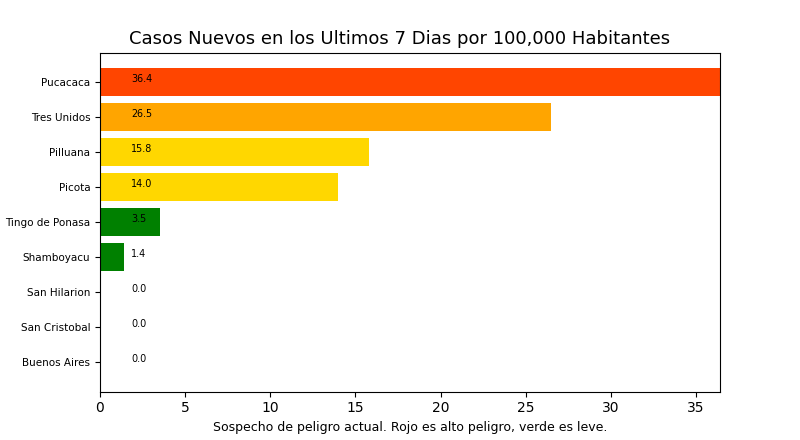 Casos Nuevos en los Ultimos 7 Dias por 100,000 Habitantes
Pucacaca 36.4
Tres Unidos 26.5
Pilluana 15.8
Picota 14.0
Tingo de Ponasa 3.5
Shamboyacu 1.4
San Hilarion 0.0
San Cristobal 0.0
Buenos Aires 0.0
0 5 10 15 20 25 30 35
Sospecho de peligro actual. Rojo es alto peligro, verde es leve.